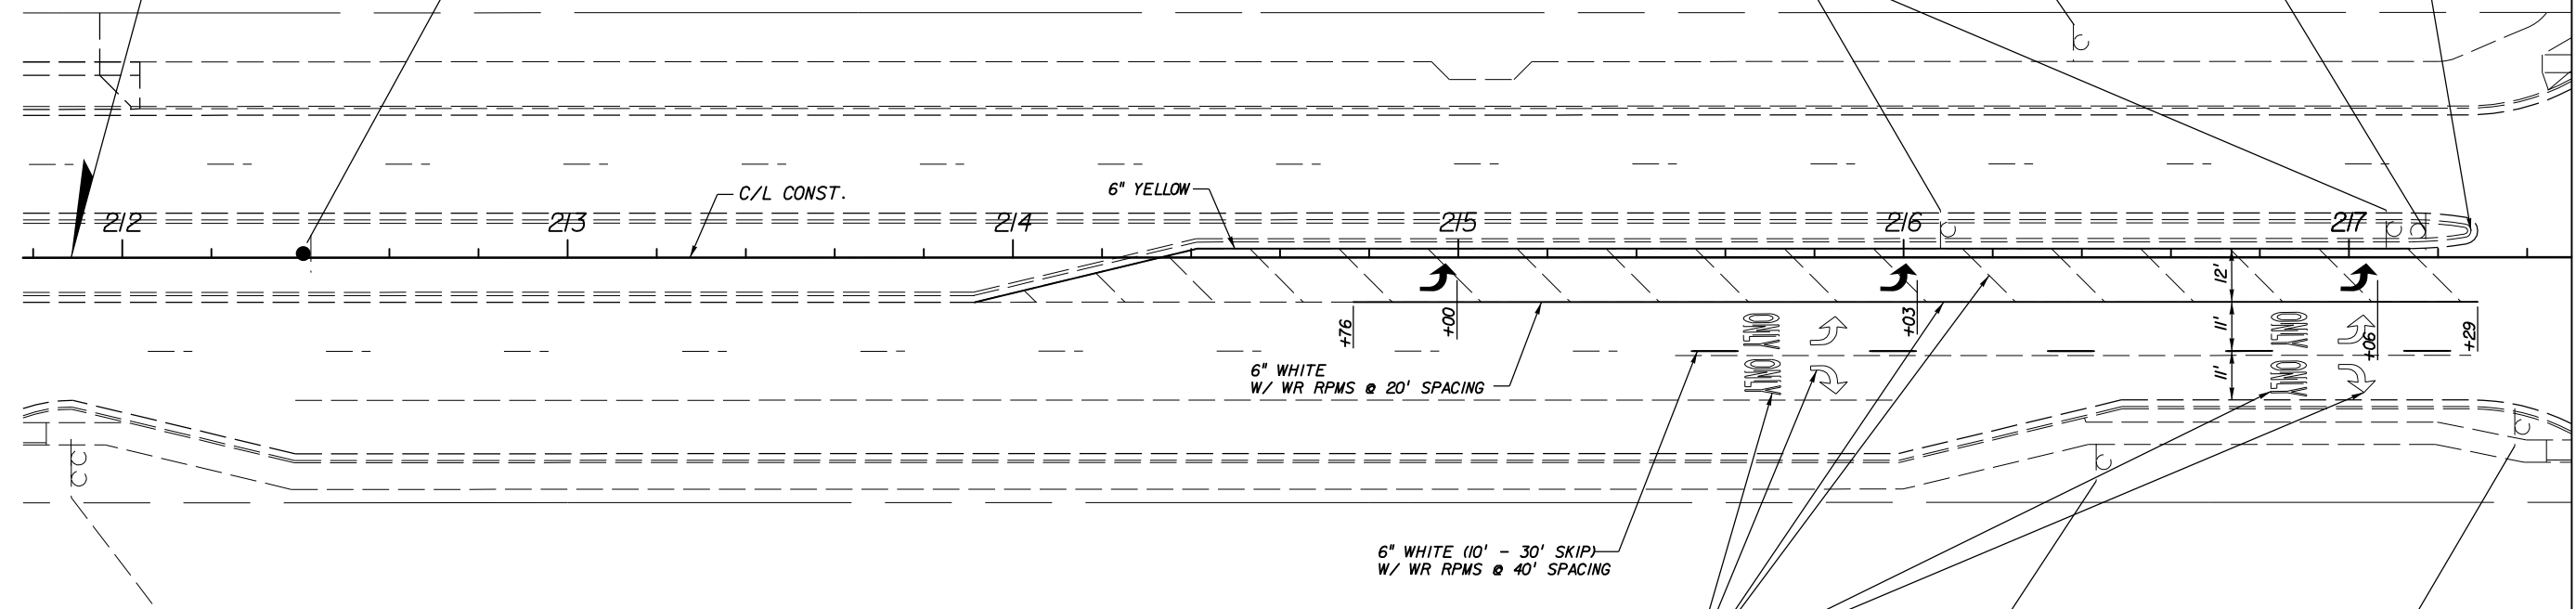 C/L CONST.
6" YELLOW
212
213
214
215
216
217
12'
+76
+00
+03
11'
+06
+29
ONLY
ONLY
ONLY
ONLY
11'
6" WHITE
W/ WR RPMS @ 20' SPACING
6" WHITE (10' - 30' SKIP)
W/ WR RPMS @ 40' SPACING